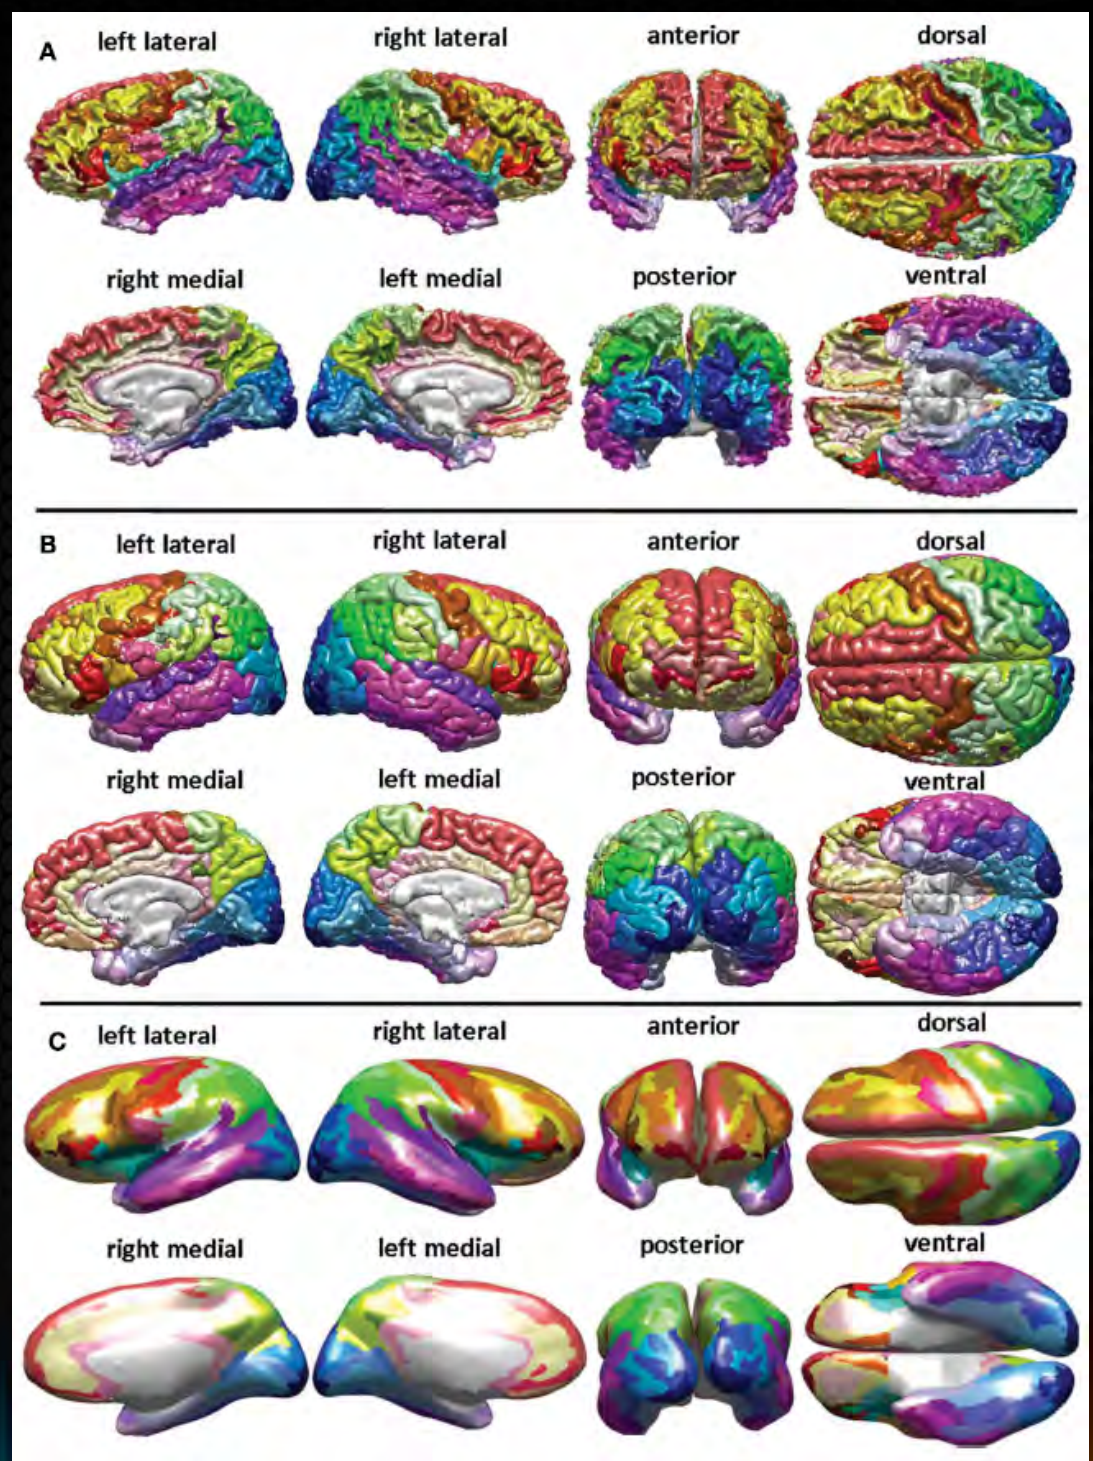 A left lateral right lateral anterior dorsal
right medial left medial posterior ventral
B left lateral right lateral anterior dorsal
right medial left medial posterior ventral
C left lateral right lateral anterior dorsal
right medial left medial posterior ventral